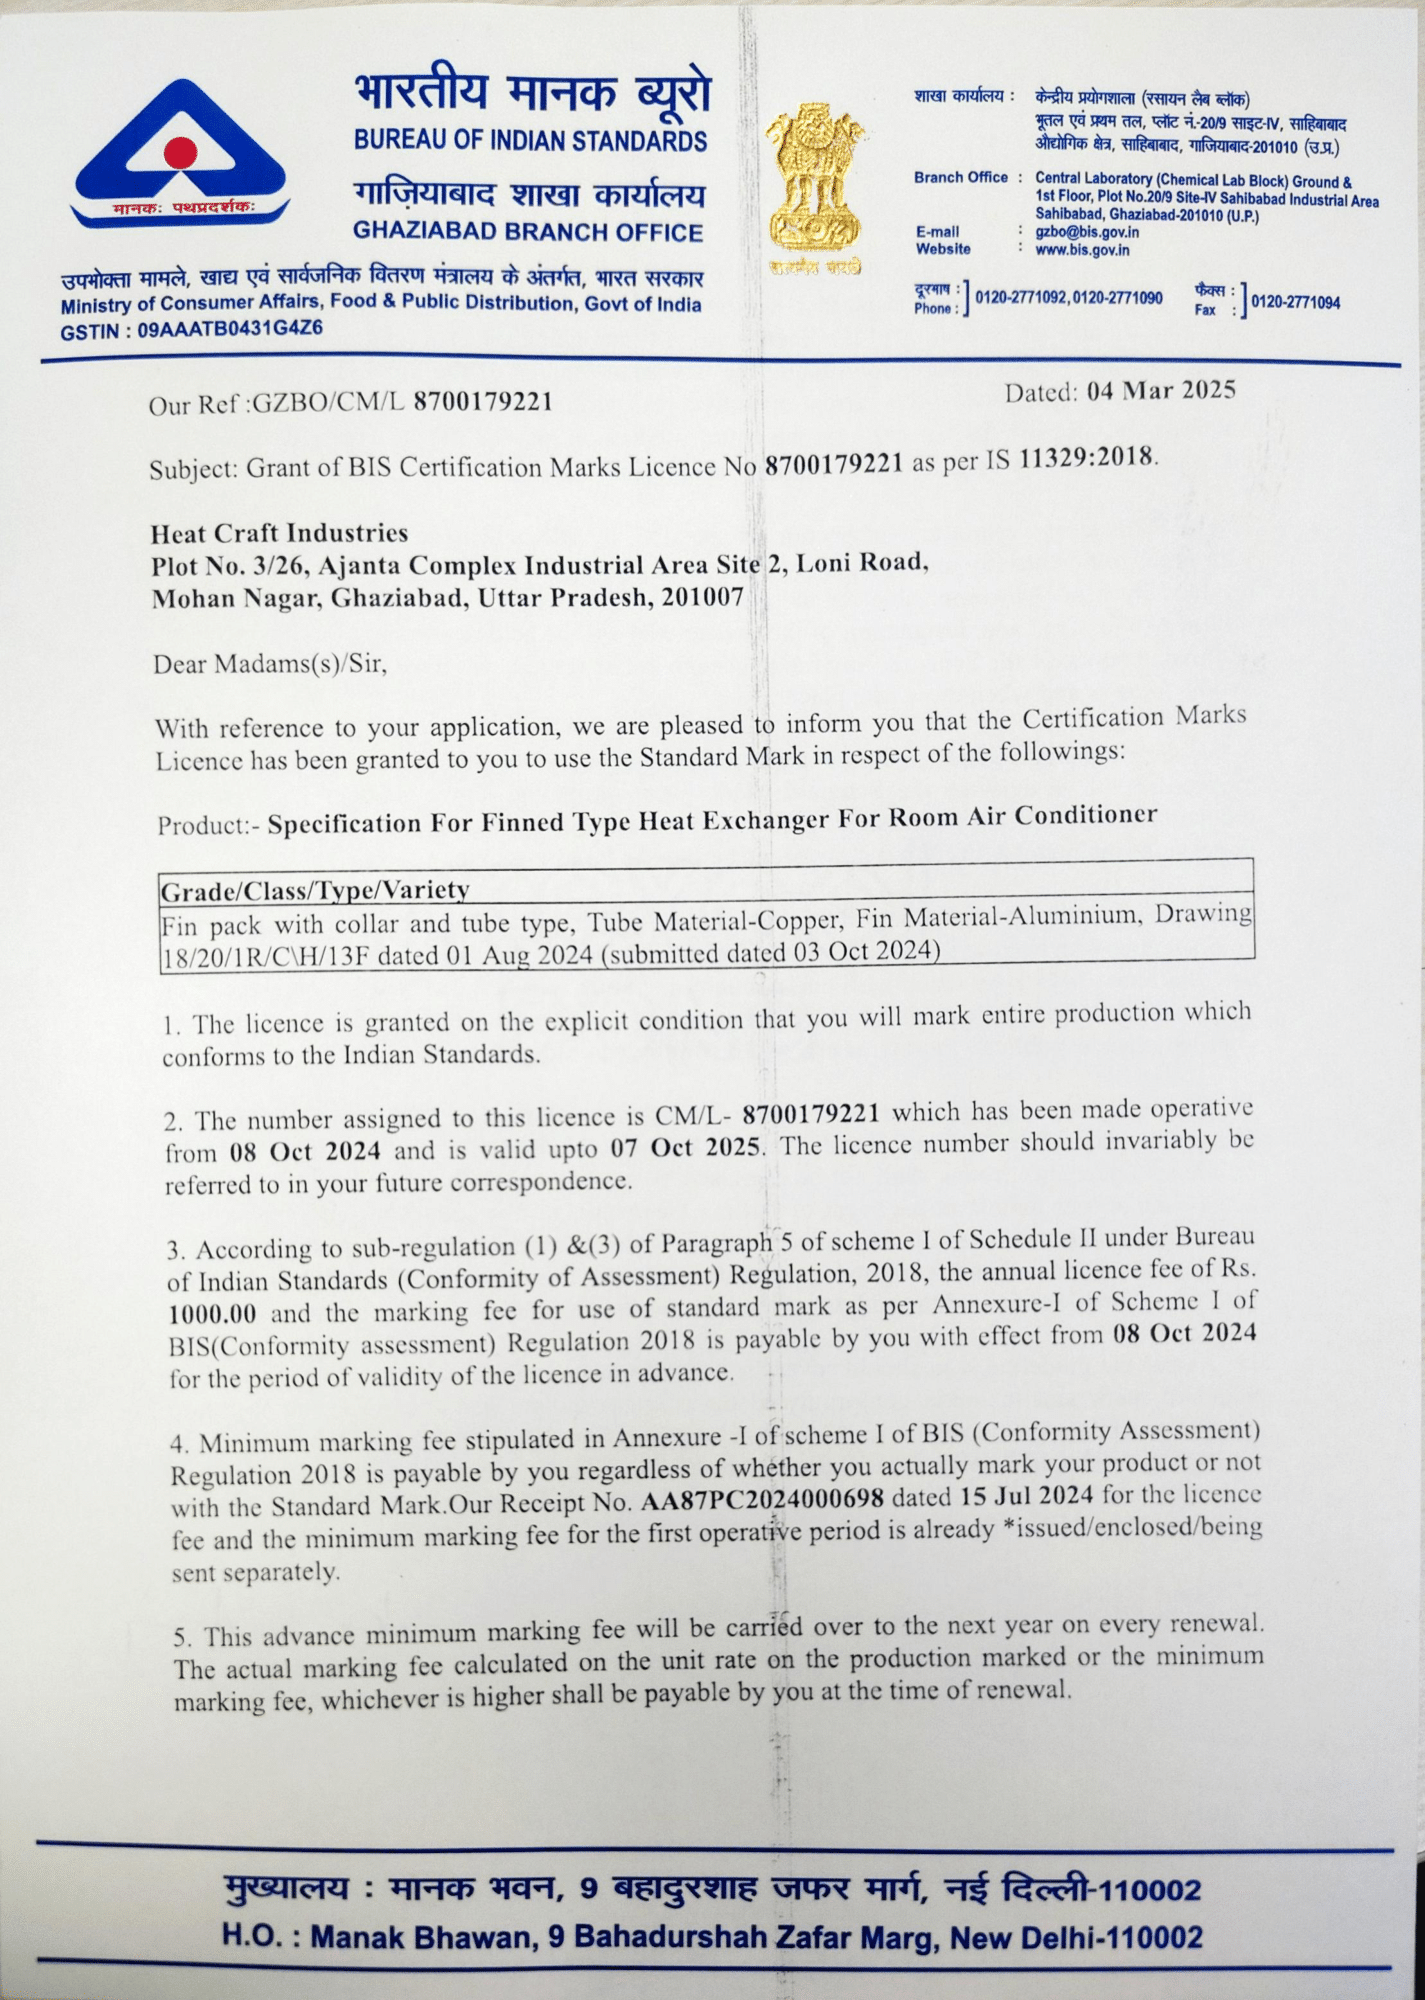 भारतीय मानक ब्यूरो
BUREAU OF INDIAN STANDARDS
गाज़ियाबाद शाखा कार्यालय
GHAZIABAD BRANCH OFFICE
मानक: पथप्रदर्शक:
उपभोक्ता मामले, खाद्य एवं सार्वजनिक वितरण मंत्रालय के अंतर्गत, भारत सरकार
Ministry of Consumer Affairs, Food & Public Distribution, Govt of India
GSTIN : 09AAATB0431G4Z6
सत्यमेव जयते
शाखा कार्यालय : केन्द्रीय प्रयोगशाला (रसायन लैब ब्लॉक)
भूतल एवं प्रथम तल, प्लॉट नं.-20/9 साइट-IV, साहिबाबाद
औद्योगिक क्षेत्र, साहिबाबाद, गाजियाबाद-201010 (उ.प्र.)
Branch Office : Central Laboratory (Chemical Lab Block) Ground &
1st Floor, Plot No.20/9 Site-IV Sahibabad Industrial Area
Sahibabad, Ghaziabad-201010 (U.P.)
E-mail : gzbo@bis.gov.in
Website : www.bis.gov.in
दूरभाष : फैक्स :
Phone : 0120-2771092,0120-2771090 Fax : 0120-2771094
Our Ref :GZBO/CM/L 8700179221 Dated: 04 Mar 2025
Subject: Grant of BIS Certification Marks Licence No 8700179221 as per IS 11329:2018.
Heat Craft Industries
Plot No. 3/26, Ajanta Complex Industrial Area Site 2, Loni Road,
Mohan Nagar, Ghaziabad, Uttar Pradesh, 201007
Dear Madams(s)/Sir,
With reference to your application, we are pleased to inform you that the Certification Marks
Licence has been granted to you to use the Standard Mark in respect of the followings:
Product:- Specification For Finned Type Heat Exchanger For Room Air Conditioner
Grade/Class/Type/Variety
Fin pack with collar and tube type, Tube Material-Copper, Fin Material-Aluminium, Drawing
18/20/1R/C\H/13F dated 01 Aug 2024 (submitted dated 03 Oct 2024)
1. The licence is granted on the explicit condition that you will mark entire production which
conforms to the Indian Standards.
2. The number assigned to this licence is CM/L- 8700179221 which has been made operative
from 08 Oct 2024 and is valid upto 07 Oct 2025. The licence number should invariably be
referred to in your future correspondence.
3. According to sub-regulation (1) &(3) of Paragraph 5 of scheme I of Schedule II under Bureau
of Indian Standards (Conformity of Assessment) Regulation, 2018, the annual licence fee of Rs.
1000.00 and the marking fee for use of standard mark as per Annexure-I of Scheme I of
BIS(Conformity assessment) Regulation 2018 is payable by you with effect from 08 Oct 2024
for the period of validity of the licence in advance.
4. Minimum marking fee stipulated in Annexure -I of scheme I of BIS (Conformity Assessment)
Regulation 2018 is payable by you regardless of whether you actually mark your product or not
with the Standard Mark.Our Receipt No. AA87PC2024000698 dated 15 Jul 2024 for the licence
fee and the minimum marking fee for the first operative period is already *issued/enclosed/being
sent separately.
5. This advance minimum marking fee will be carried over to the next year on every renewal.
The actual marking fee calculated on the unit rate on the production marked or the minimum
marking fee, whichever is higher shall be payable by you at the time of renewal.
मुख्यालय : मानक भवन, 9 बहादुरशाह जफर मार्ग, नई दिल्ली-110002
H.O. : Manak Bhawan, 9 Bahadurshah Zafar Marg, New Delhi-110002